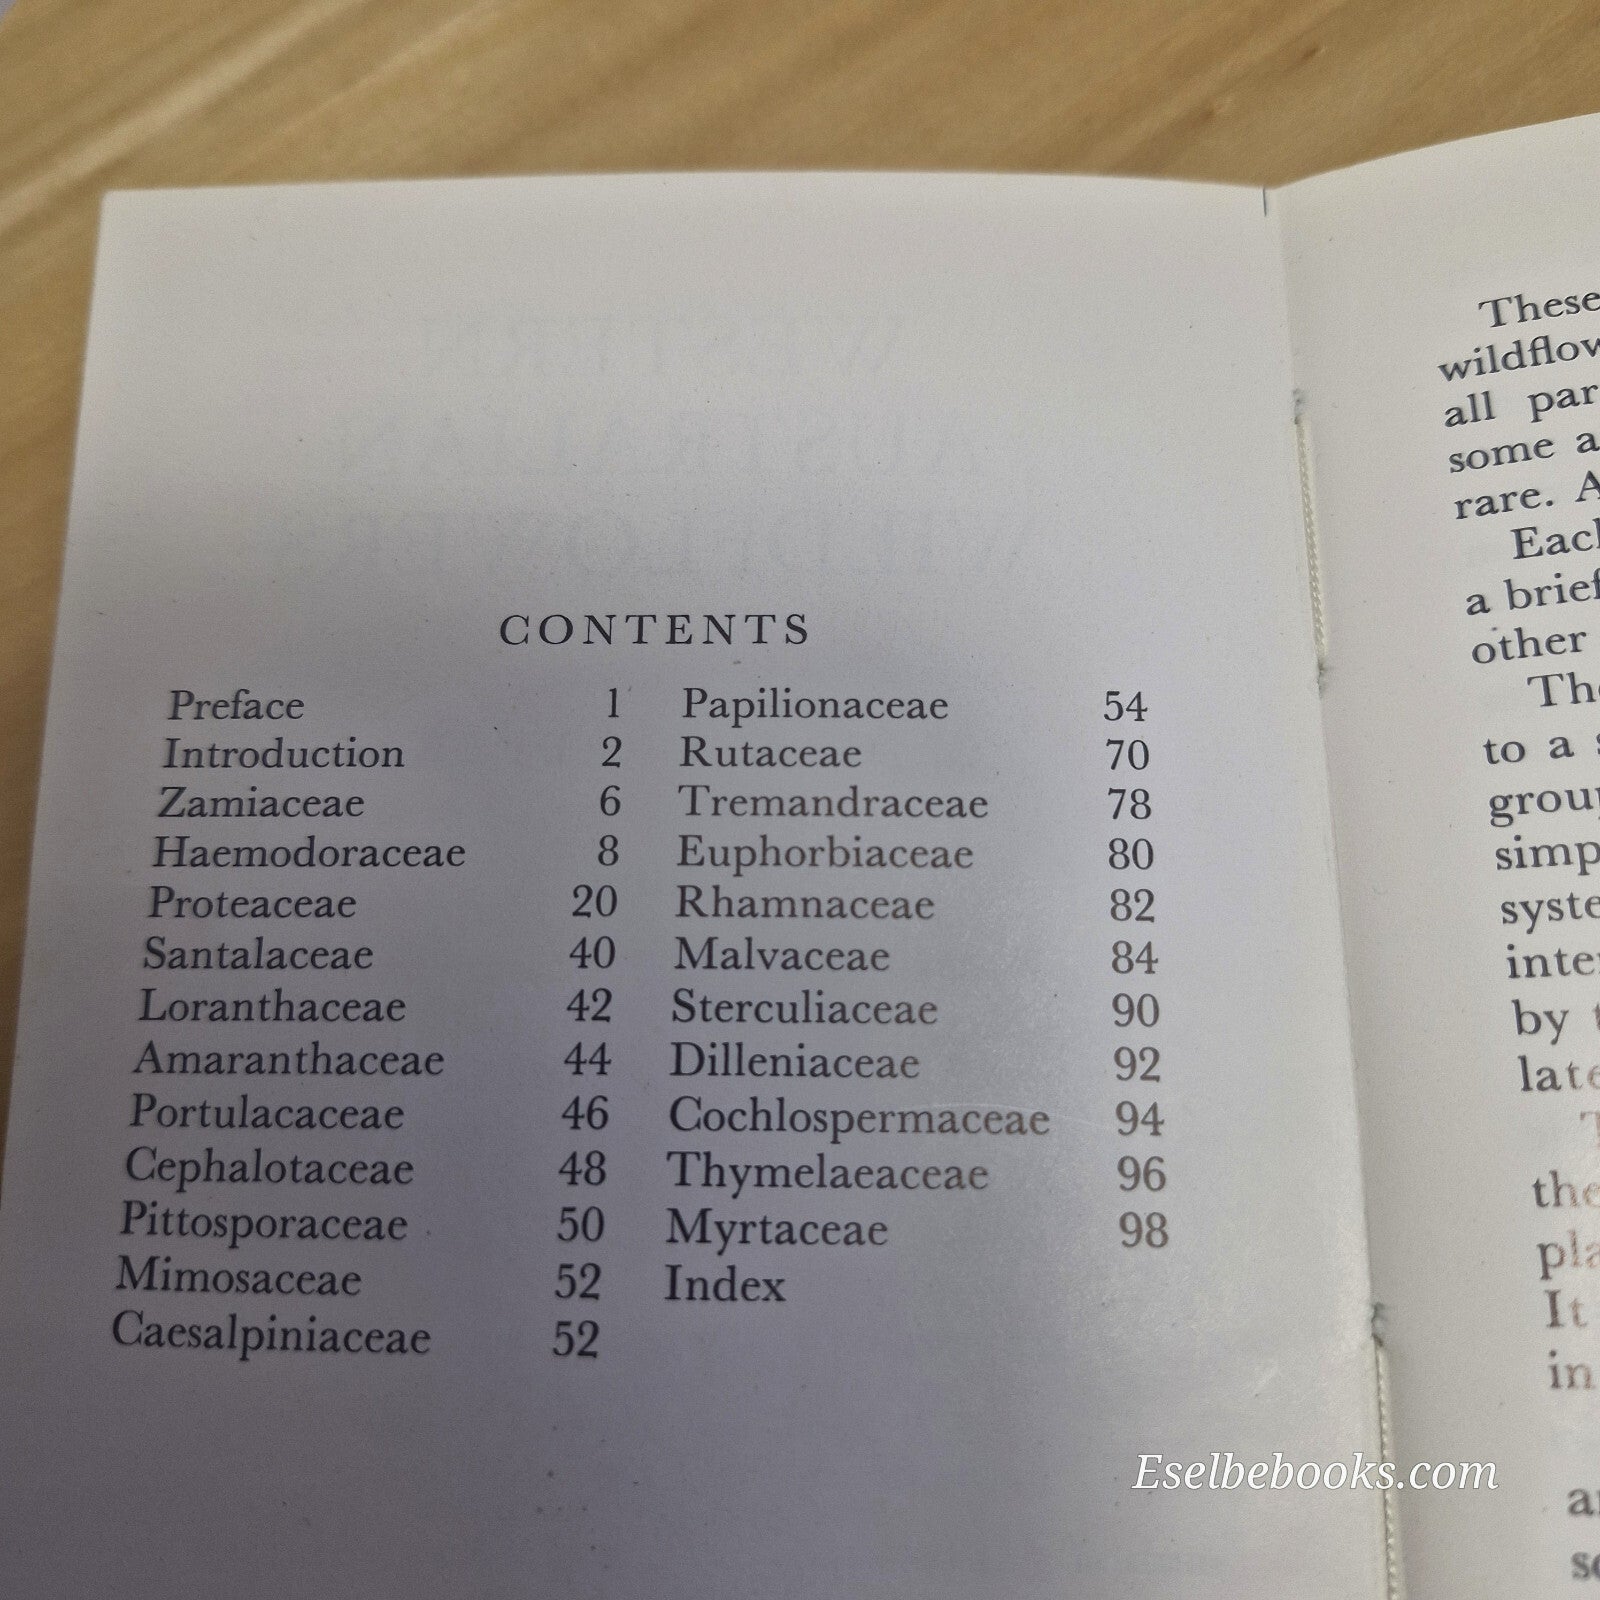 CONTENTS
Preface 1
Introduction 2
Zamiaceae 6
Haemodoraceae 8
Proteaceae 20
Santalaceae 40
Loranthaceae 42
Amaranthaceae 44
Portulacaceae 46
Cephalotaceae 48
Pittosporaceae 50
Mimosaceae 52
Caesalpiniaceae 52
Papilionaceae 54
Rutaceae 70
Tremandraceae 78
Euphorbiaceae 80
Rhamnaceae 82
Malvaceae 84
Sterculiaceae 90
Dilleniaceae 92
Cochlospermaceae 94
Thymelaeaceae 96
Myrtaceae 98
Index
These
wildflow
all par
some a
rare. A
Each
a brief
other
The
to a s
group
simp
syste
inte
by t
late
T
the
pla
It
in
a
so
Eselbebooks.com